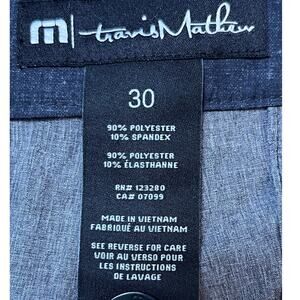 m travisMathew
30
90% POLYESTER
10% SPANDEX
90% POLYESTER
10% ÉLASTHANNE
RN# 123280
CA# 07099
MADE IN VIETNAM
FABRIQUÉ AU VIETNAM
SEE REVERSE FOR CARE
VOIR AU VERSO POUR
LES INSTRUCTIONS
DE LAVAGE